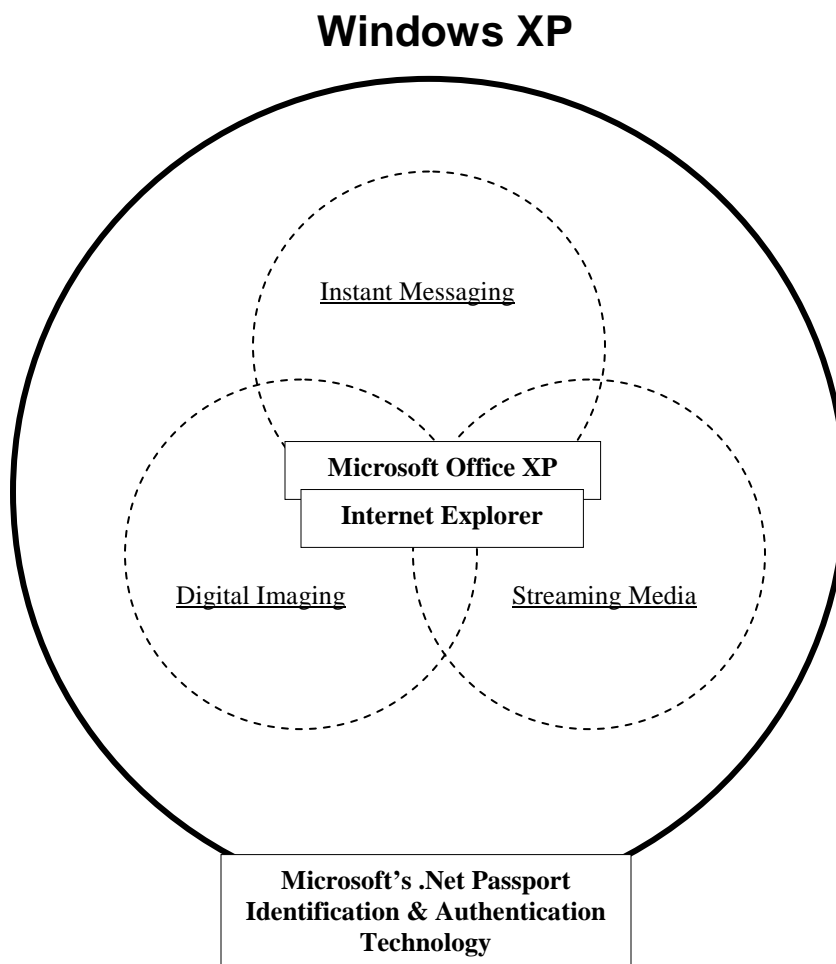 Windows XP
Instant Messaging
Microsoft Office XP
Internet Explorer
Digital Imaging
Streaming Media
Microsoft's .Net Passport
Identification & Authentication
Technology